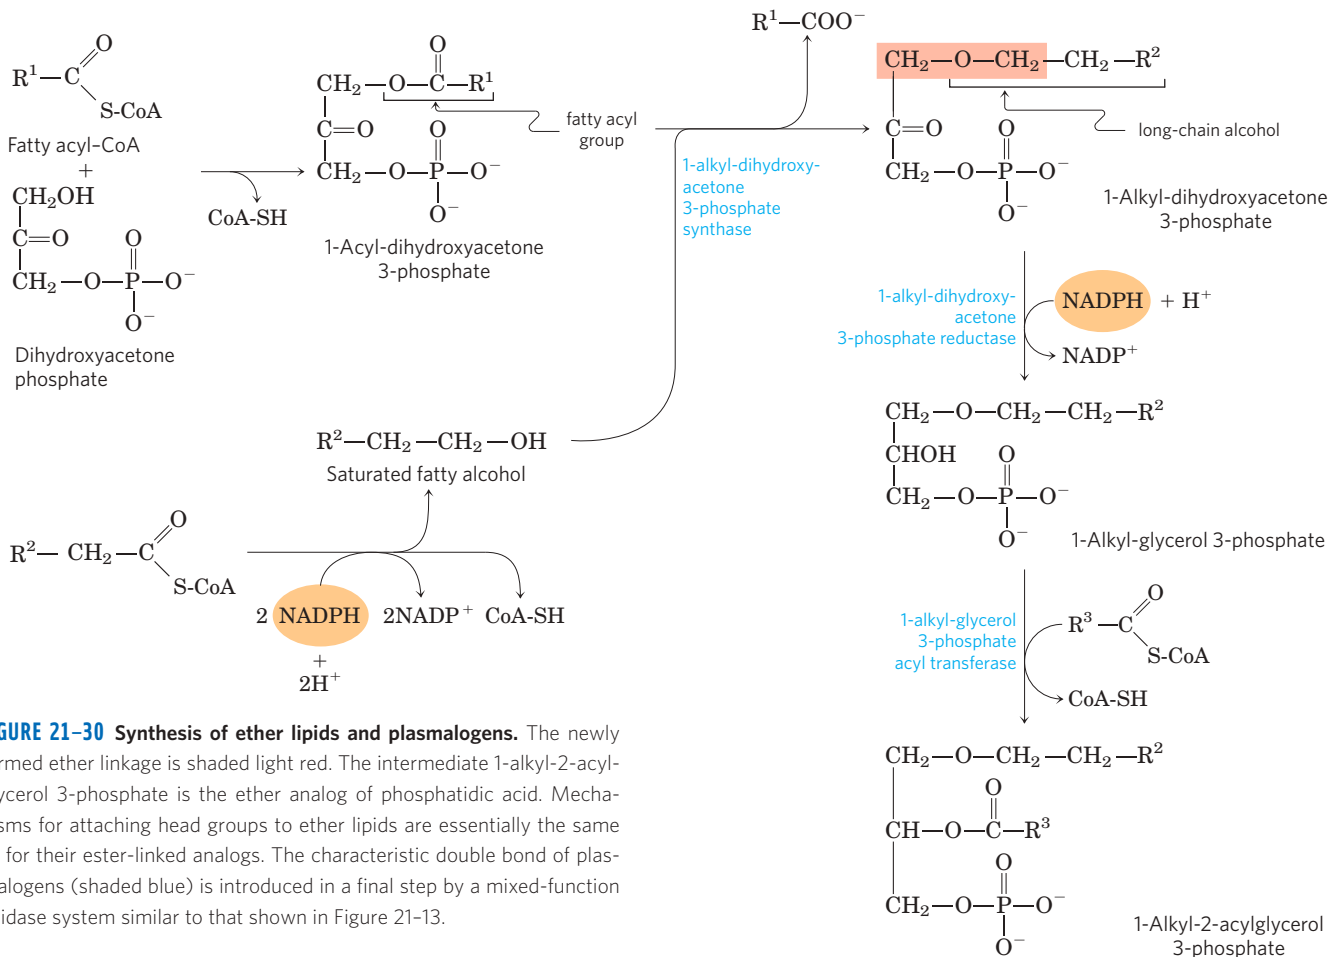 R¹—C
O
S-CoA
Fatty acyl–CoA
+
CH₂OH
C=O
O
CH₂—O—P—O⁻
O⁻
Dihydroxyacetone
phosphate
CoA-SH
O
CH₂—O—C—R¹
C=O
O
CH₂—O—P—O⁻
O⁻
1-Acyl-dihydroxyacetone
3-phosphate
fatty acyl
group
R¹—COO⁻
1-alkyl-dihydroxy-
acetone
3-phosphate
synthase
CH₂—O—CH₂—CH₂—R²
C=O
O
CH₂—O—P—O⁻
O⁻
long-chain alcohol
1-Alkyl-dihydroxyacetone
3-phosphate
R²—CH₂—CH₂—OH
Saturated fatty alcohol
R²—CH₂—C
O
S-CoA
2 NADPH
+
2H⁺
2NADP⁺
CoA-SH
1-alkyl-dihydroxy-
acetone
3-phosphate reductase
NADPH + H⁺
NADP⁺
CH₂—O—CH₂—CH₂—R²
CHOH
O
CH₂—O—P—O⁻
O⁻
1-Alkyl-glycerol 3-phosphate
1-alkyl-glycerol
3-phosphate
acyl transferase
R³—C
O
S-CoA
CoA-SH
CH₂—O—CH₂—CH₂—R²
O
CH—O—C—R³
O
CH₂—O—P—O⁻
O⁻
1-Alkyl-2-acylglycerol
3-phosphate
GURE 21–30 Synthesis of ether lipids and plasmalogens. The newly
rmed ether linkage is shaded light red. The intermediate 1-alkyl-2-acyl-
ycerol 3-phosphate is the ether analog of phosphatidic acid. Mecha-
sms for attaching head groups to ether lipids are essentially the same
for their ester-linked analogs. The characteristic double bond of plas-
alogens (shaded blue) is introduced in a final step by a mixed-function
idase system similar to that shown in Figure 21–13.